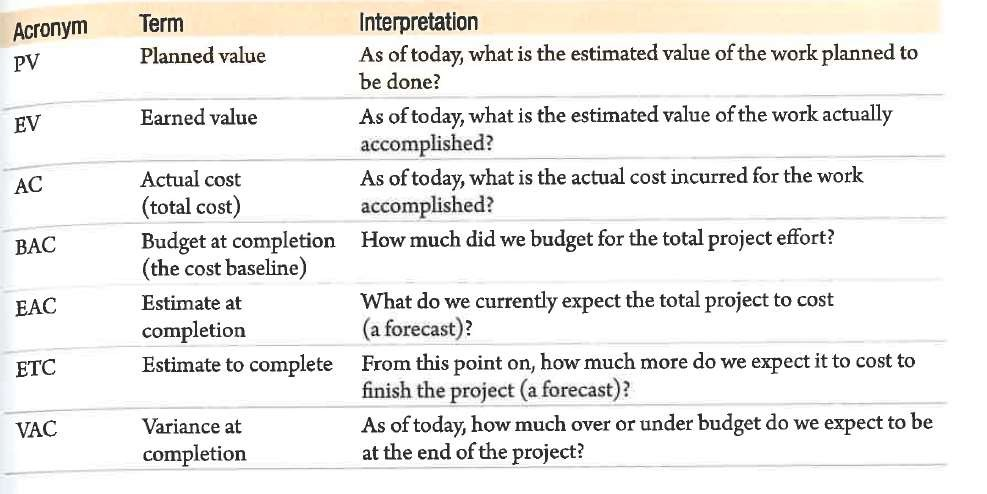 Acronym Term Interpretation
PV Planned value As of today, what is the estimated value of the work planned to
be done?
EV Earned value As of today, what is the estimated value of the work actually
accomplished?
AC Actual cost As of today, what is the actual cost incurred for the work
(total cost) accomplished?
BAC Budget at completion How much did we budget for the total project effort?
(the cost baseline)
EAC Estimate at What do we currently expect the total project to cost
completion (a forecast)?
ETC Estimate to complete From this point on, how much more do we expect it to cost to
finish the project (a forecast)?
VAC Variance at As of today, how much over or under budget do we expect to be
completion at the end of the project?